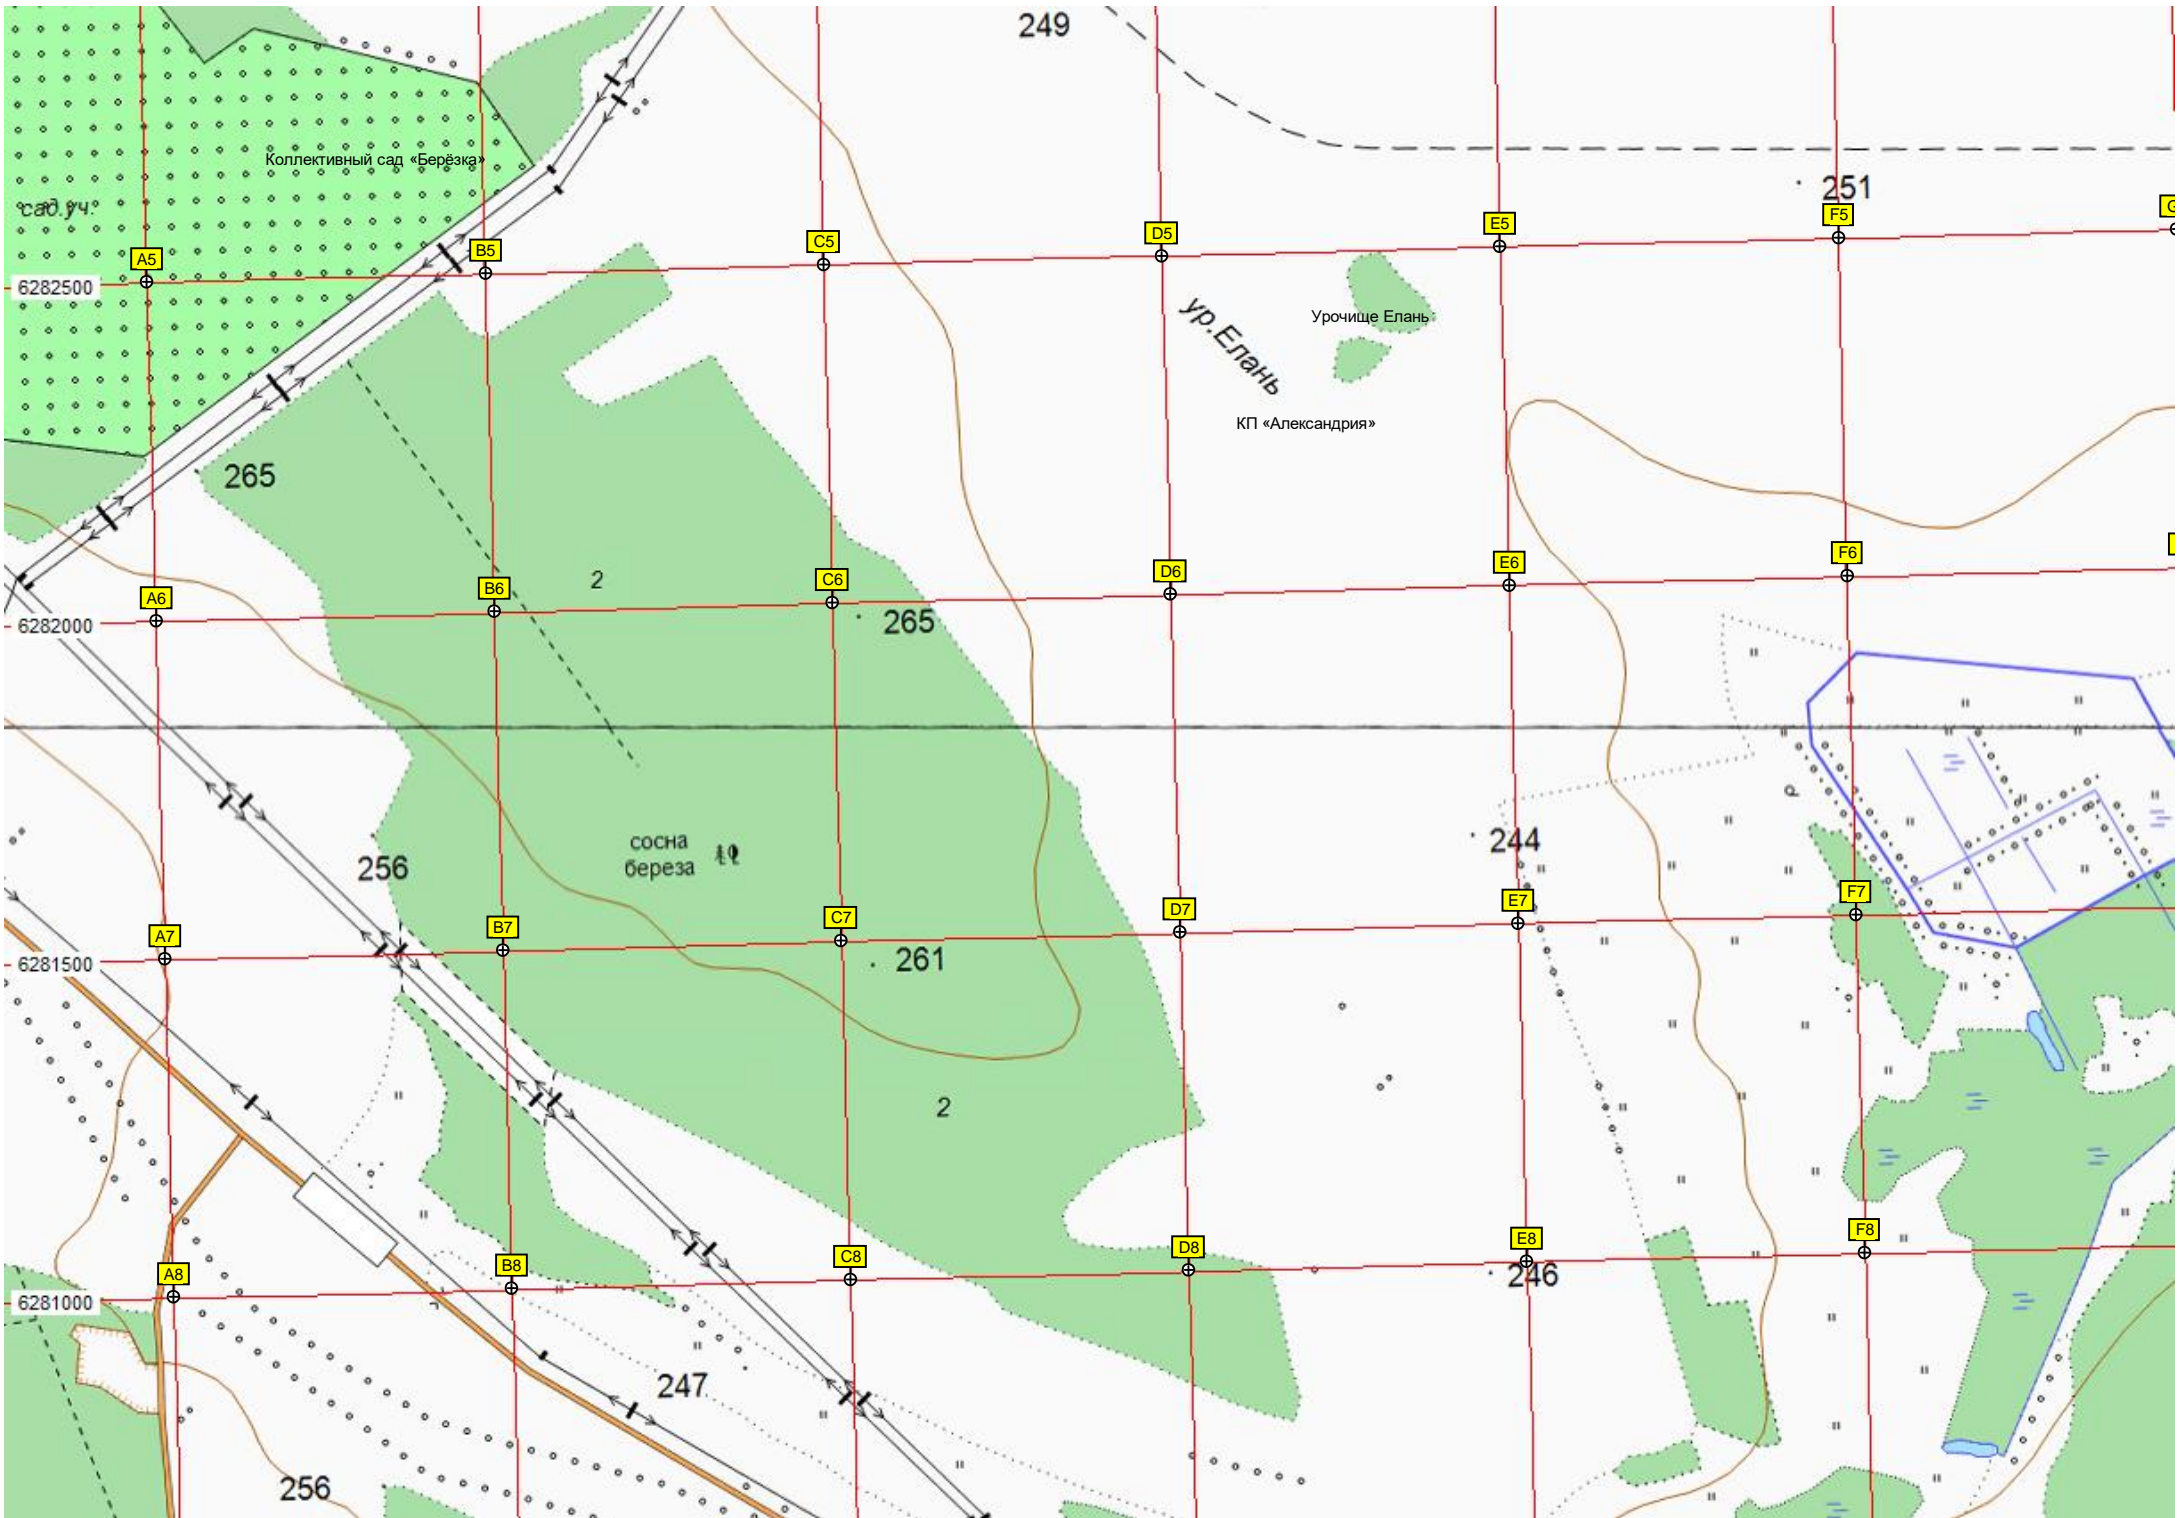 249
Коллективный сад «Берёзка»
251
сад.уч.
A5
B5
C5
D5
E5
F5
6282500
ур.Елань
Урочище Елань
КП «Александрия»
265
2
A6
B6
C6
D6
E6
F6
6282000
265
244
сосна
береза
256
A7
B7
C7
D7
E7
F7
6281500
261
2
A8
B8
C8
D8
E8
F8
6281000
246
247
256